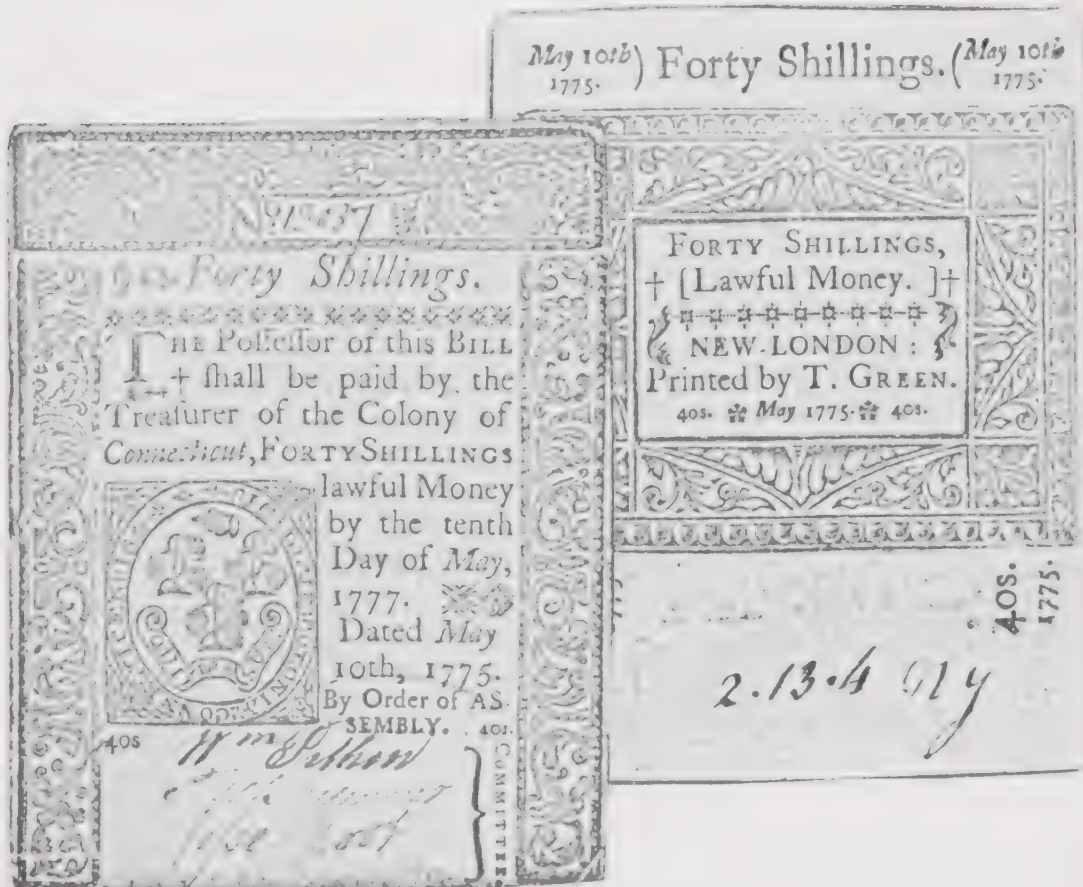 Forty Shillings.
THE Poſſeſſor of this BILL
ſhall be paid by the
Treaſurer of the Colony of
Connecticut, FORTY SHILLINGS
lawful Money
by the tenth
Day of May,
1777.
Dated May
10th, 1775.
By Order of AS
SEMBLY.
40s 40s.
COMMITTEE.
Wm
May 10th 1775. ) Forty Shillings. ( May 10th 1775.
FORTY SHILLINGS,
† [Lawful Money. ]†
NEW-LONDON :
Printed by T. GREEN.
40s. May 1775. 40s.
40s.
1775.
2.13.4